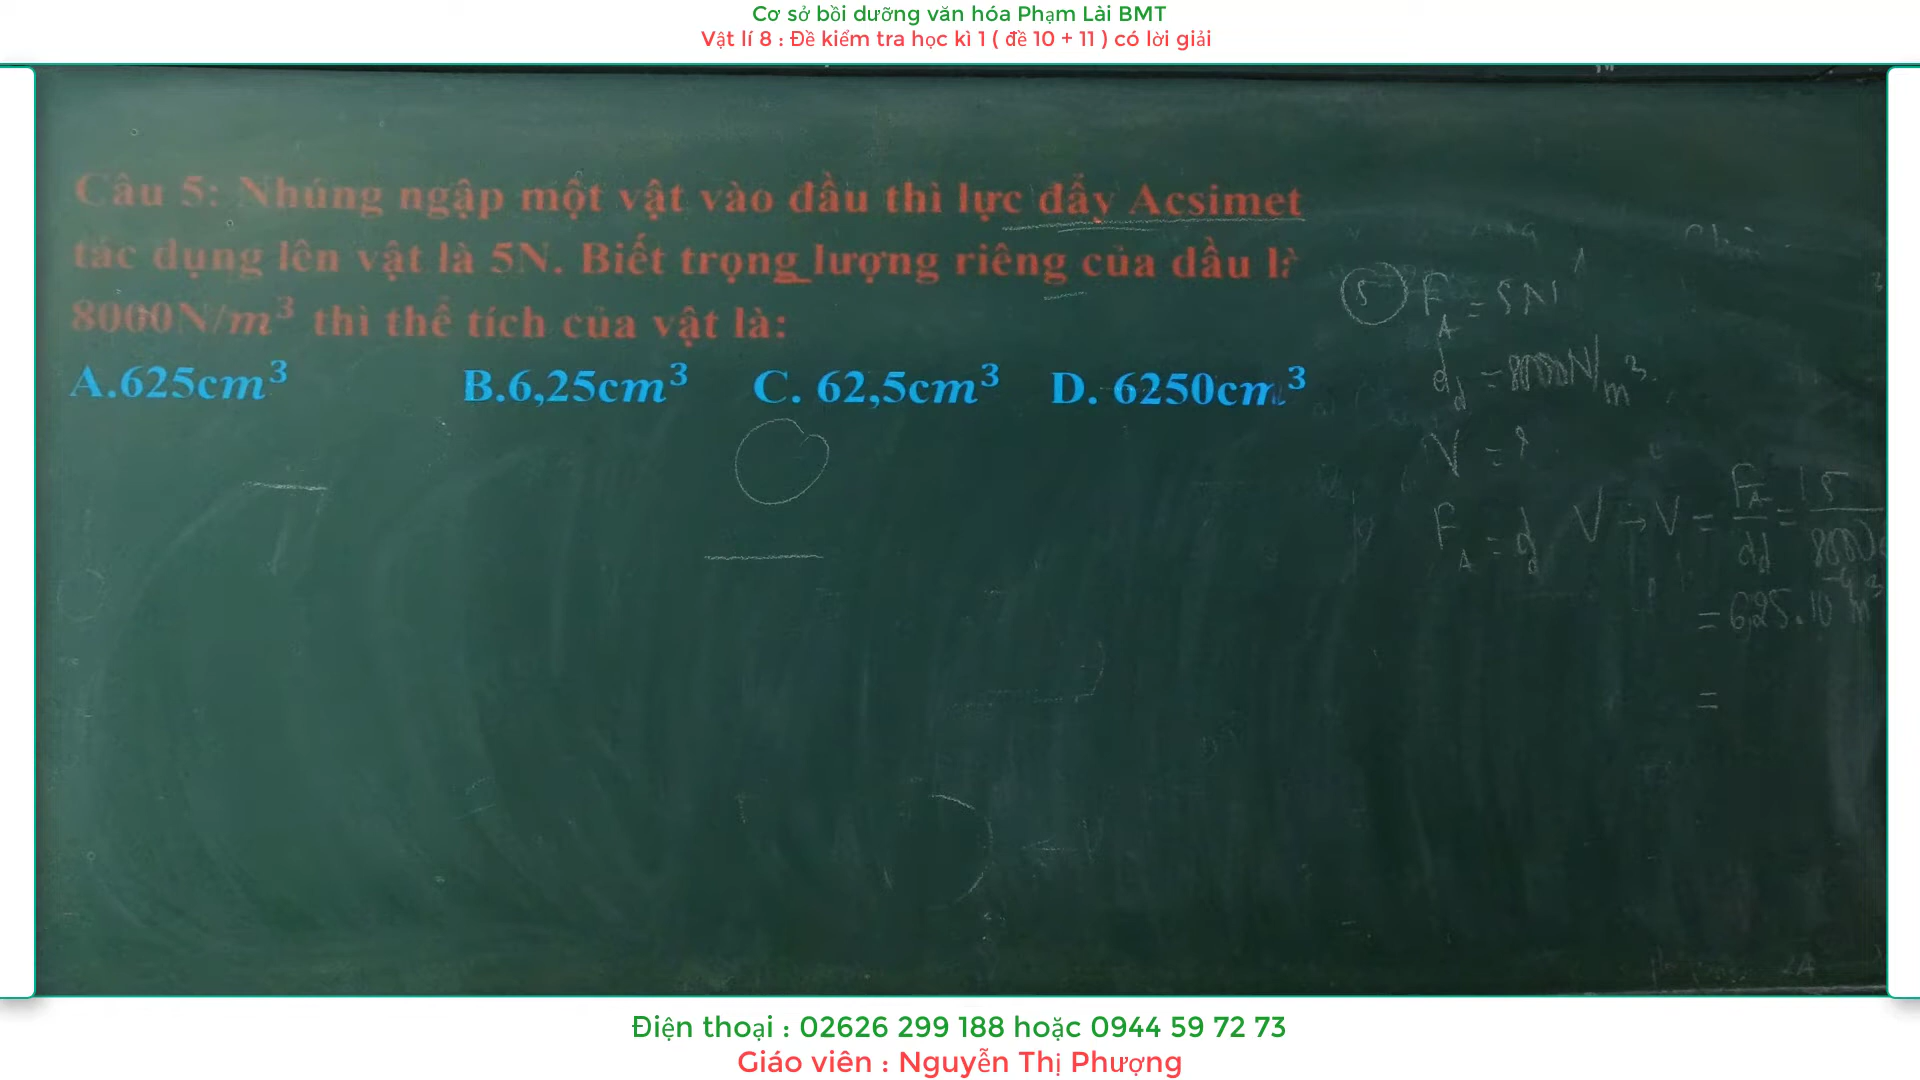 Cơ sở bồi dưỡng văn hóa Phạm Lài BMT
Vật lí 8 : Đề kiểm tra học kì 1 ( đề 10 + 11 ) có lời giải
Câu 5: Nhúng ngập một vật vào dầu thì lực đẩy Acsimet
tác dụng lên vật là 5N. Biết trọng lượng riêng của dầu là
8000N/m³ thì thể tích của vật là:
A.625cm³ B.6,25cm³ C. 62,5cm³ D. 6250cm³
5 F_A = 5N
d_d = 8000N/m³
V = ?
F_A = d_d V → V = F_A/d_d = 5/8000
= 6,25.10⁻⁴m³
=
Điện thoại : 02626 299 188 hoặc 0944 59 72 73
Giáo viên : Nguyễn Thị Phượng